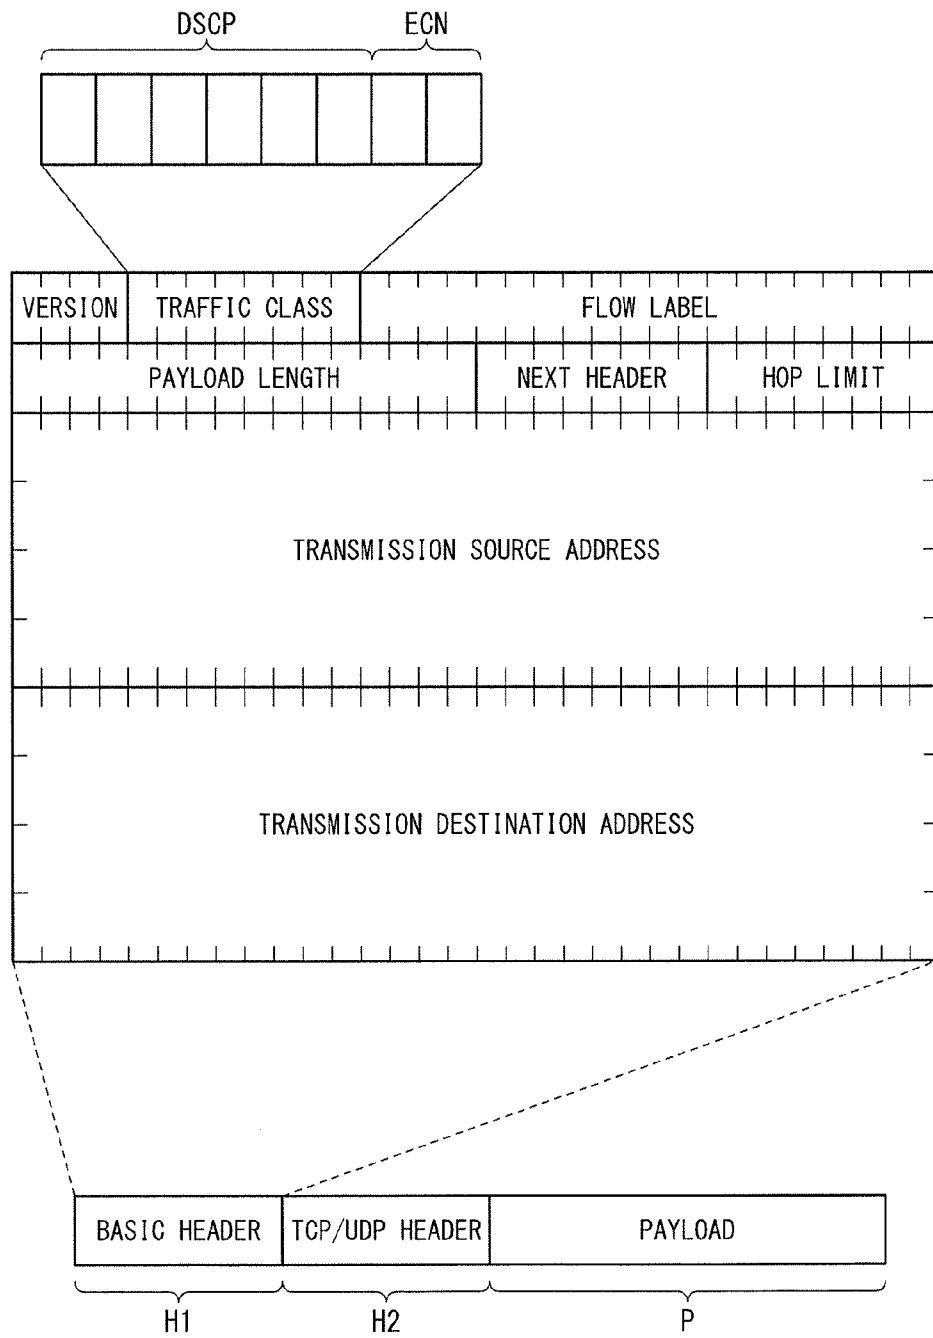 DSCP ECN
VERSION TRAFFIC CLASS FLOW LABEL
PAYLOAD LENGTH NEXT HEADER HOP LIMIT
TRANSMISSION SOURCE ADDRESS
TRANSMISSION DESTINATION ADDRESS
BASIC HEADER TCP/UDP HEADER PAYLOAD
H1 H2 P